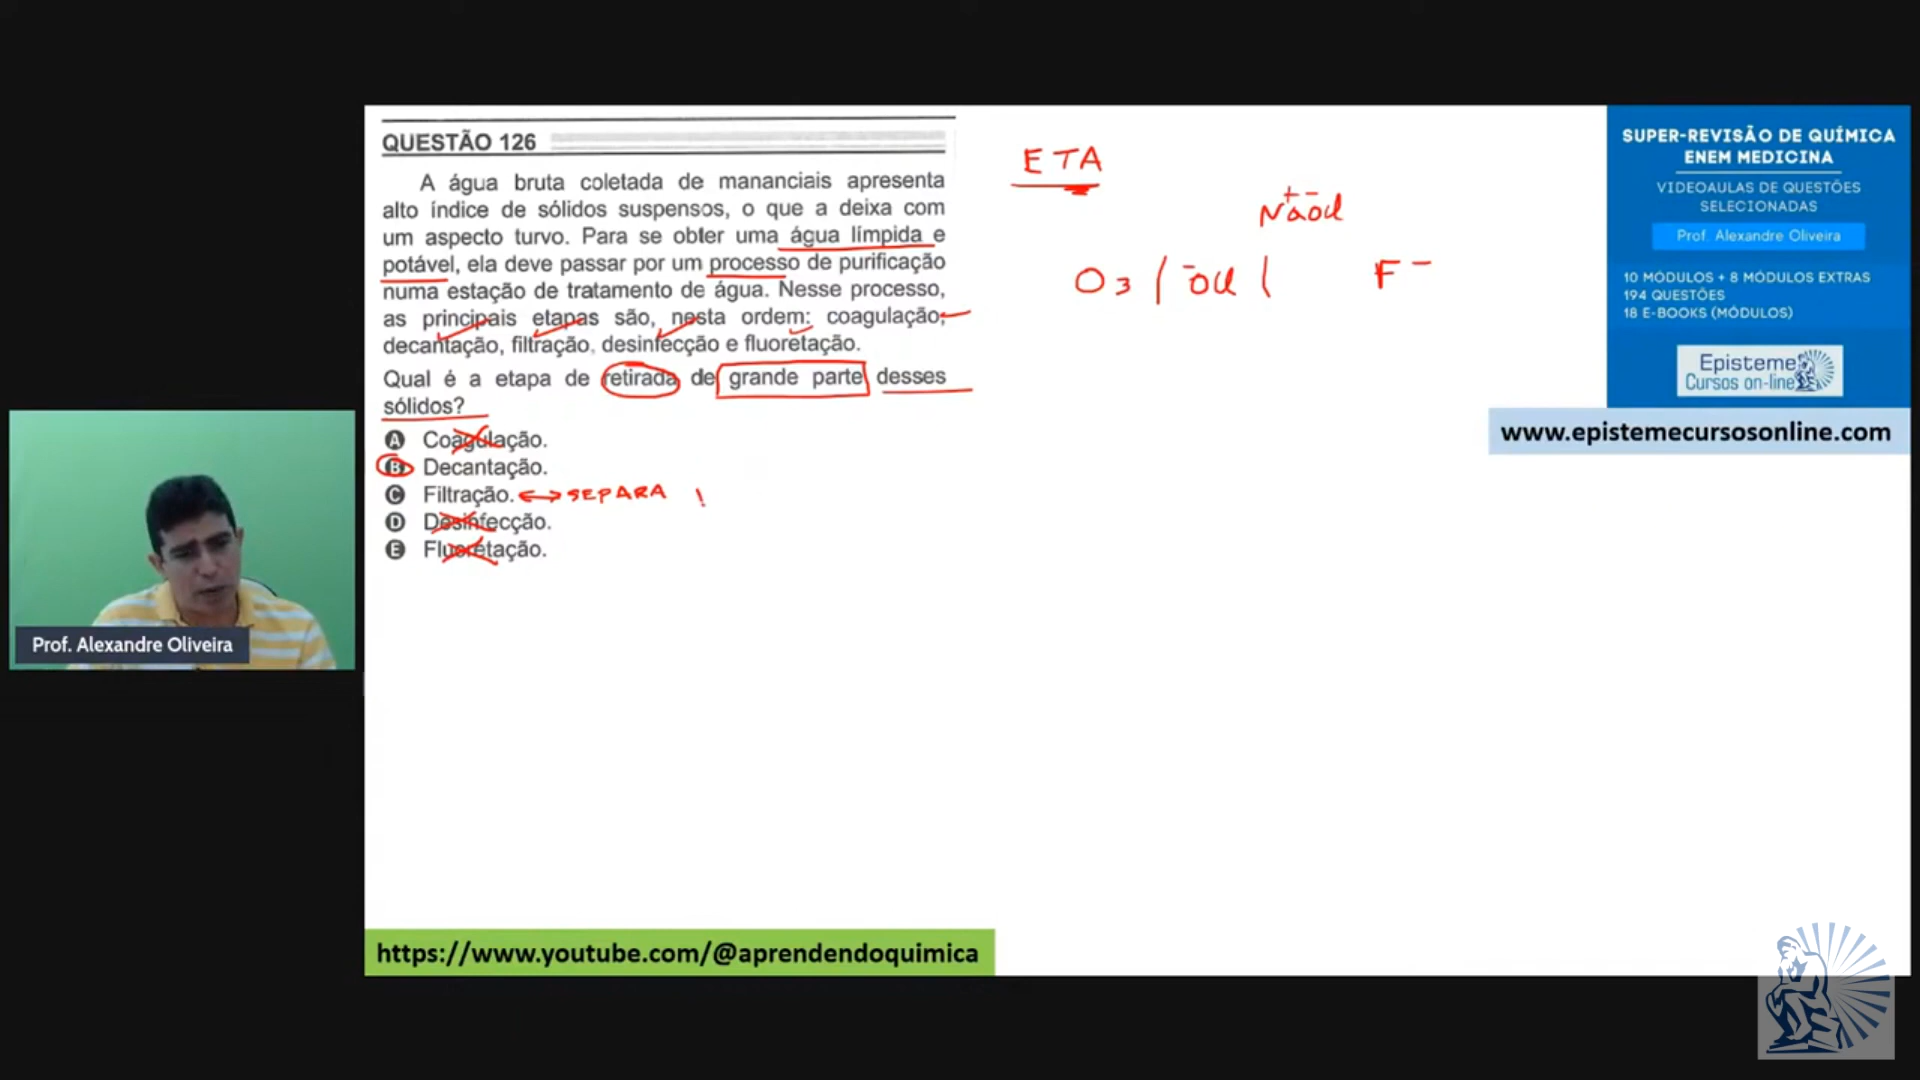 QUESTÃO 126
A água bruta coletada de mananciais apresenta
alto índice de sólidos suspensos, o que a deixa com
um aspecto turvo. Para se obter uma água límpida e
potável, ela deve passar por um processo de purificação
numa estação de tratamento de água. Nesse processo,
as principais etapas são, nesta ordem: coagulação,
decantação, filtração, desinfecção e fluoretação.
Qual é a etapa de retirada de grande parte desses
sólidos?
A Coagulação.
B Decantação.
C Filtração. ↔ SEPARA
D Desinfecção.
E Fluoretação.
ETA
O3 / ⁻OCl /
F⁻
SUPER-REVISÃO DE QUÍMICA
ENEM MEDICINA
VIDEOAULAS DE QUESTÕES
SELECIONADAS
Prof. Alexandre Oliveira
10 MÓDULOS + 8 MÓDULOS EXTRAS
194 QUESTÕES
18 E-BOOKS (MÓDULOS)
Episteme
Cursos on-line
www.epistemecursosonline.com
Prof. Alexandre Oliveira
https://www.youtube.com/@aprendendoquimica